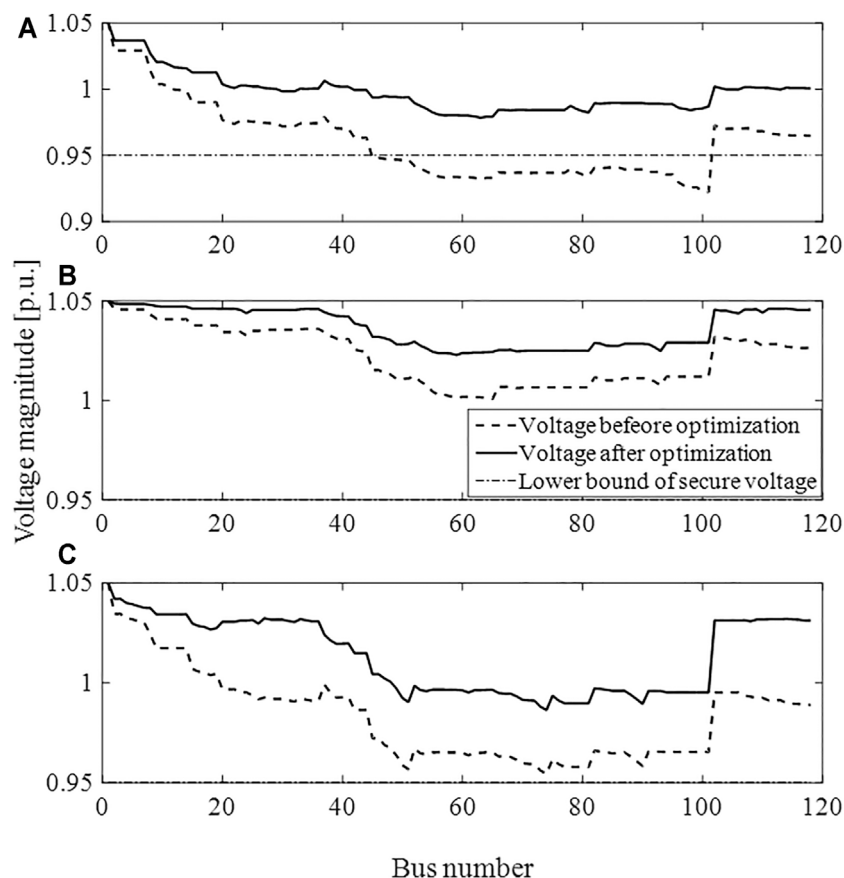 A
1.05
1
0.95
0.9
0 20 40 60 80 100 120
B
1.05
1
0.95
0 20 40 60 80 100 120
Voltage befeore optimization
Voltage after optimization
Lower bound of secure voltage
C
1.05
1
0.95
0 20 40 60 80 100 120
Voltage magnitude [p.u.]
Bus number